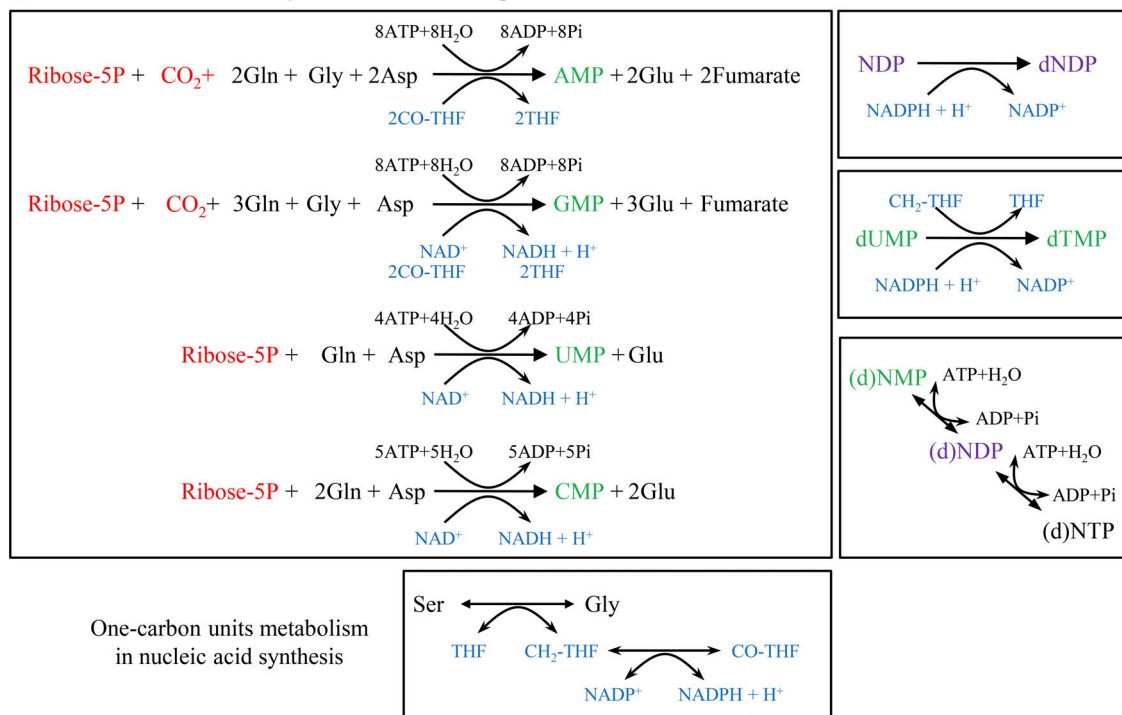 8ATP+8H₂O 8ADP+8Pi
Ribose-5P + CO₂+ 2Gln + Gly + 2Asp AMP + 2Glu + 2Fumarate
2CO-THF 2THF
8ATP+8H₂O 8ADP+8Pi
Ribose-5P + CO₂+ 3Gln + Gly + Asp GMP + 3Glu + Fumarate
NAD⁺ NADH + H⁺
2CO-THF 2THF
4ATP+4H₂O 4ADP+4Pi
Ribose-5P + Gln + Asp UMP + Glu
NAD⁺ NADH + H⁺
5ATP+5H₂O 5ADP+5Pi
Ribose-5P + 2Gln + Asp CMP + 2Glu
NAD⁺ NADH + H⁺
NDP dNDP
NADPH + H⁺ NADP⁺
CH₂-THF THF
dUMP dTMP
NADPH + H⁺ NADP⁺
(d)NMP ATP+H₂O
ADP+Pi
(d)NDP ATP+H₂O
ADP+Pi
(d)NTP
One-carbon units metabolism
in nucleic acid synthesis
Ser Gly
THF CH₂-THF CO-THF
NADP⁺ NADPH + H⁺